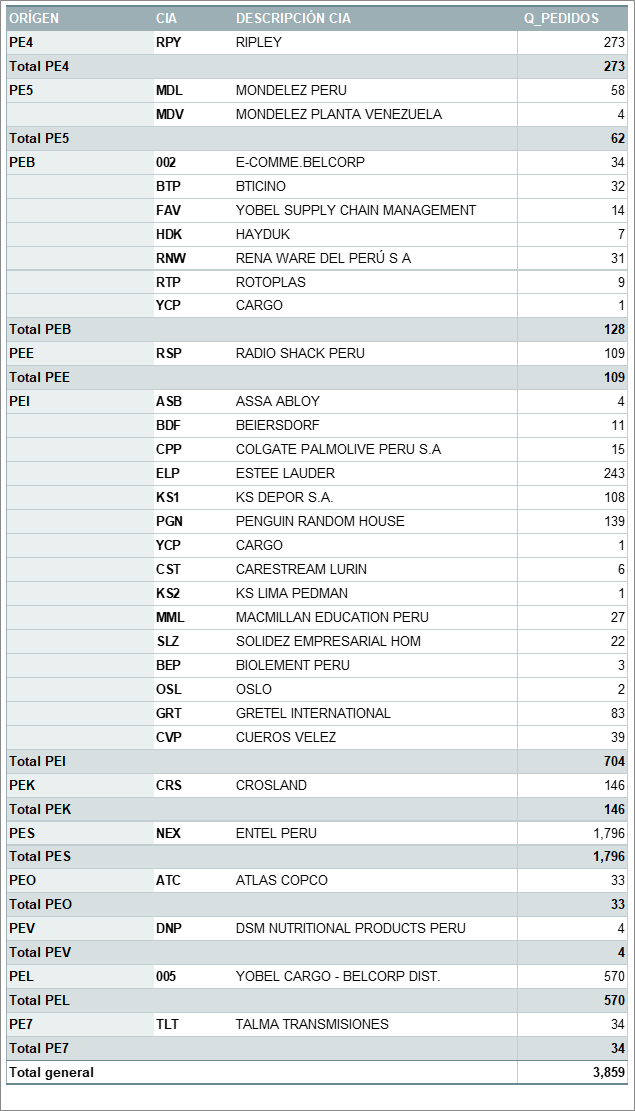 ORÍGEN CIA DESCRIPCIÓN CIA Q_PEDIDOS
PE4 RPY RIPLEY 273
Total PE4 273
PE5 MDL MONDELEZ PERU 58
MDV MONDELEZ PLANTA VENEZUELA 4
Total PE5 62
PEB 002 E-COMME.BELCORP 34
BTP BTICINO 32
FAV YOBEL SUPPLY CHAIN MANAGEMENT 14
HDK HAYDUK 7
RNW RENA WARE DEL PERÚ S A 31
RTP ROTOPLAS 9
YCP CARGO 1
Total PEB 128
PEE RSP RADIO SHACK PERU 109
Total PEE 109
PEI ASB ASSA ABLOY 4
BDF BEIERSDORF 11
CPP COLGATE PALMOLIVE PERU S.A 15
ELP ESTEE LAUDER 243
KS1 KS DEPOR S.A. 108
PGN PENGUIN RANDOM HOUSE 139
YCP CARGO 1
CST CARESTREAM LURIN 6
KS2 KS LIMA PEDMAN 1
MML MACMILLAN EDUCATION PERU 27
SLZ SOLIDEZ EMPRESARIAL HOM 22
BEP BIOLEMENT PERU 3
OSL OSLO 2
GRT GRETEL INTERNATIONAL 83
CVP CUEROS VELEZ 39
Total PEI 704
PEK CRS CROSLAND 146
Total PEK 146
PES NEX ENTEL PERU 1,796
Total PES 1,796
PEO ATC ATLAS COPCO 33
Total PEO 33
PEV DNP DSM NUTRITIONAL PRODUCTS PERU 4
Total PEV 4
PEL 005 YOBEL CARGO - BELCORP DIST. 570
Total PEL 570
PE7 TLT TALMA TRANSMISIONES 34
Total PE7 34
Total general 3,859